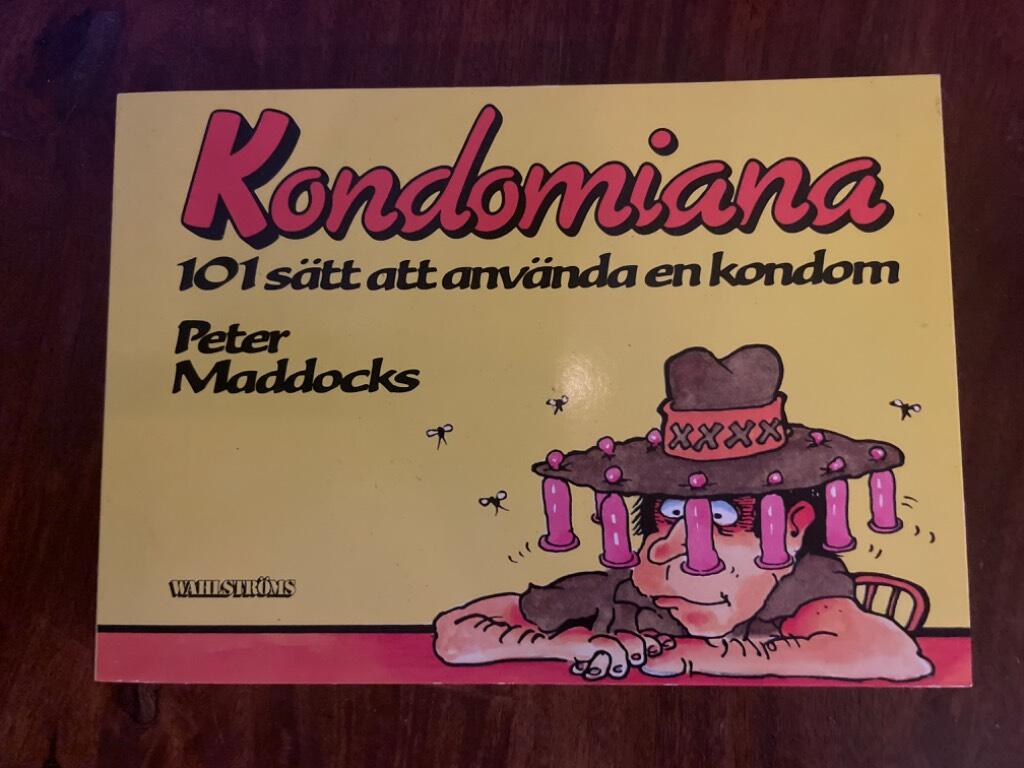 Kondomiana
101 sätt att använda en kondom
Peter
Maddocks
XXXX
WAHLSTRÖMS